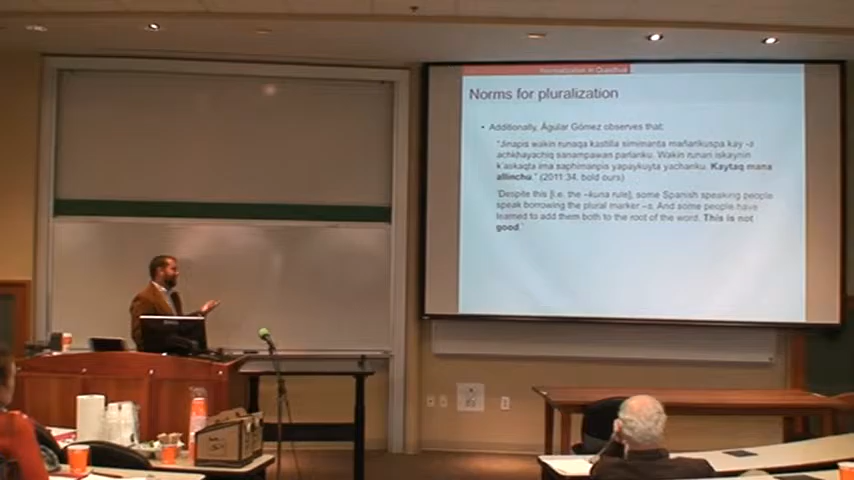 Normalization in Quechua
Norms for pluralization
• Additionally, Ágular Gómez observes that:
"Jinapis wakin runaqa kastilla simimanta mañarikuspa kay -s
achkhayachiq sanampawan parlanku. Wakin runari iskaynin
k'askaqta ima saphimanpis yapaykuyta yachanku. Kaytaq mana
allinchu." (2011:34, bold ours)
'Despite this [i.e. the –kuna rule], some Spanish speaking people
speak borrowing the plural marker –s. And some people have
learned to add them both to the root of the word. This is not
good.'